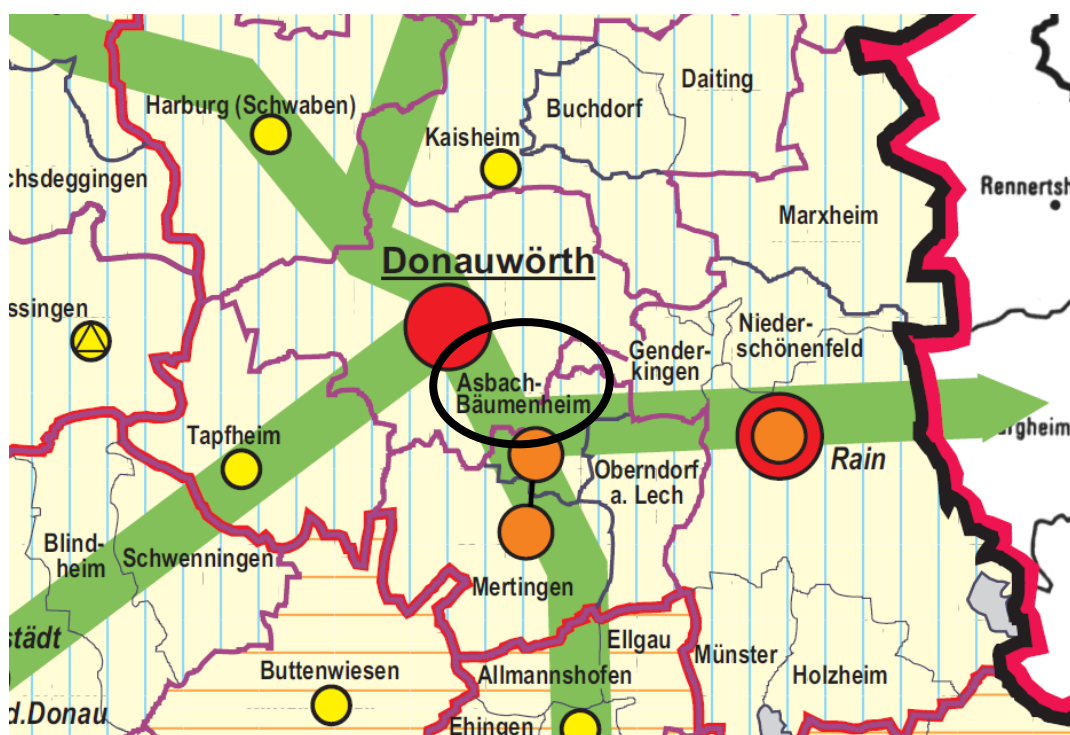 Harburg (Schwaben)
Kaisheim
Buchdorf
Daiting
chsdeggingen
Rennertsh
Marxheim
Donauwörth
ssingen
Nieder-
schönenfeld
Gender-
kingen
Asbach-
Bäumenheim
Tapfheim
Rain
urgheim
Oberndorf
a. Lech
Blind-
heim
Schwenningen
Mertingen
städt
Ellgau
Münster
Buttenwiesen
Allmannshofen
Holzheim
d.Donau
Ehingen